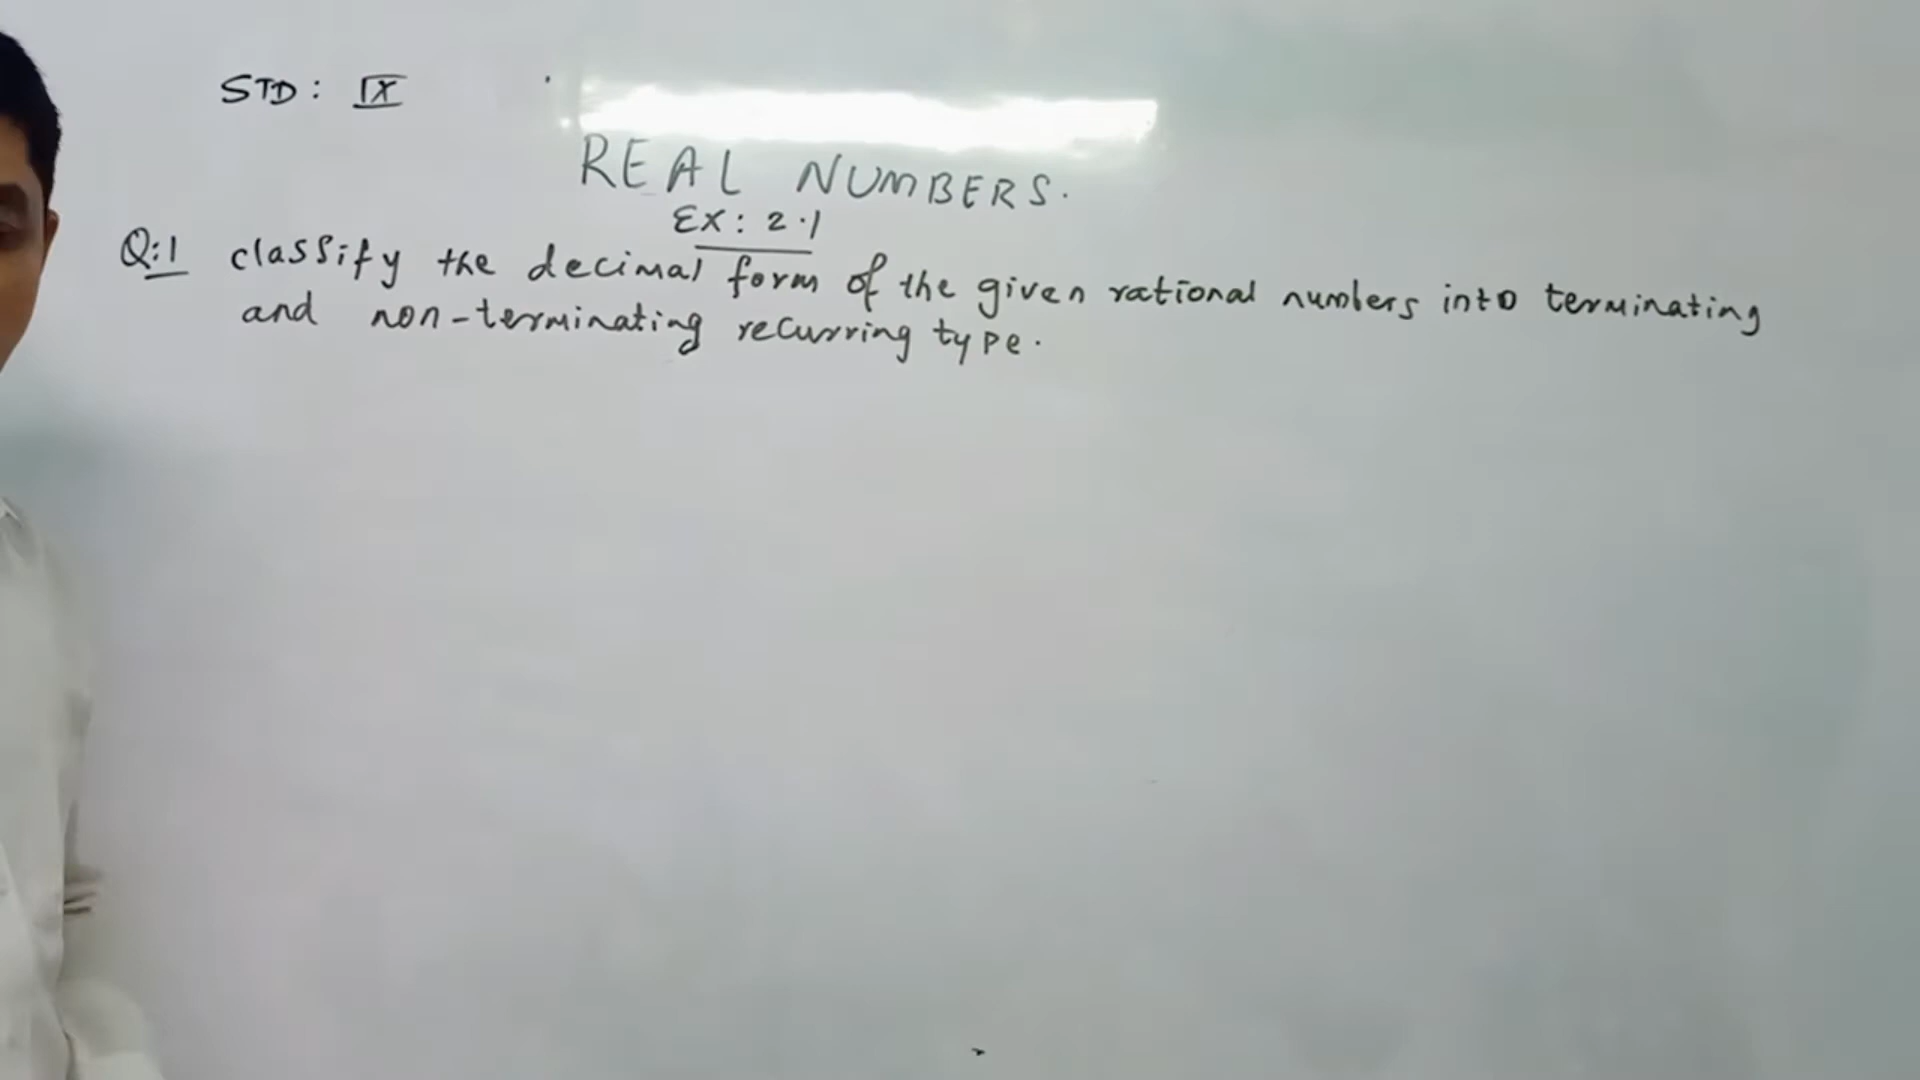 STD: IX
REAL NUMBERS.
EX: 2.1
Q:1 classify the decimal form of the given rational numbers into terminating
and non-terminating recurring type.